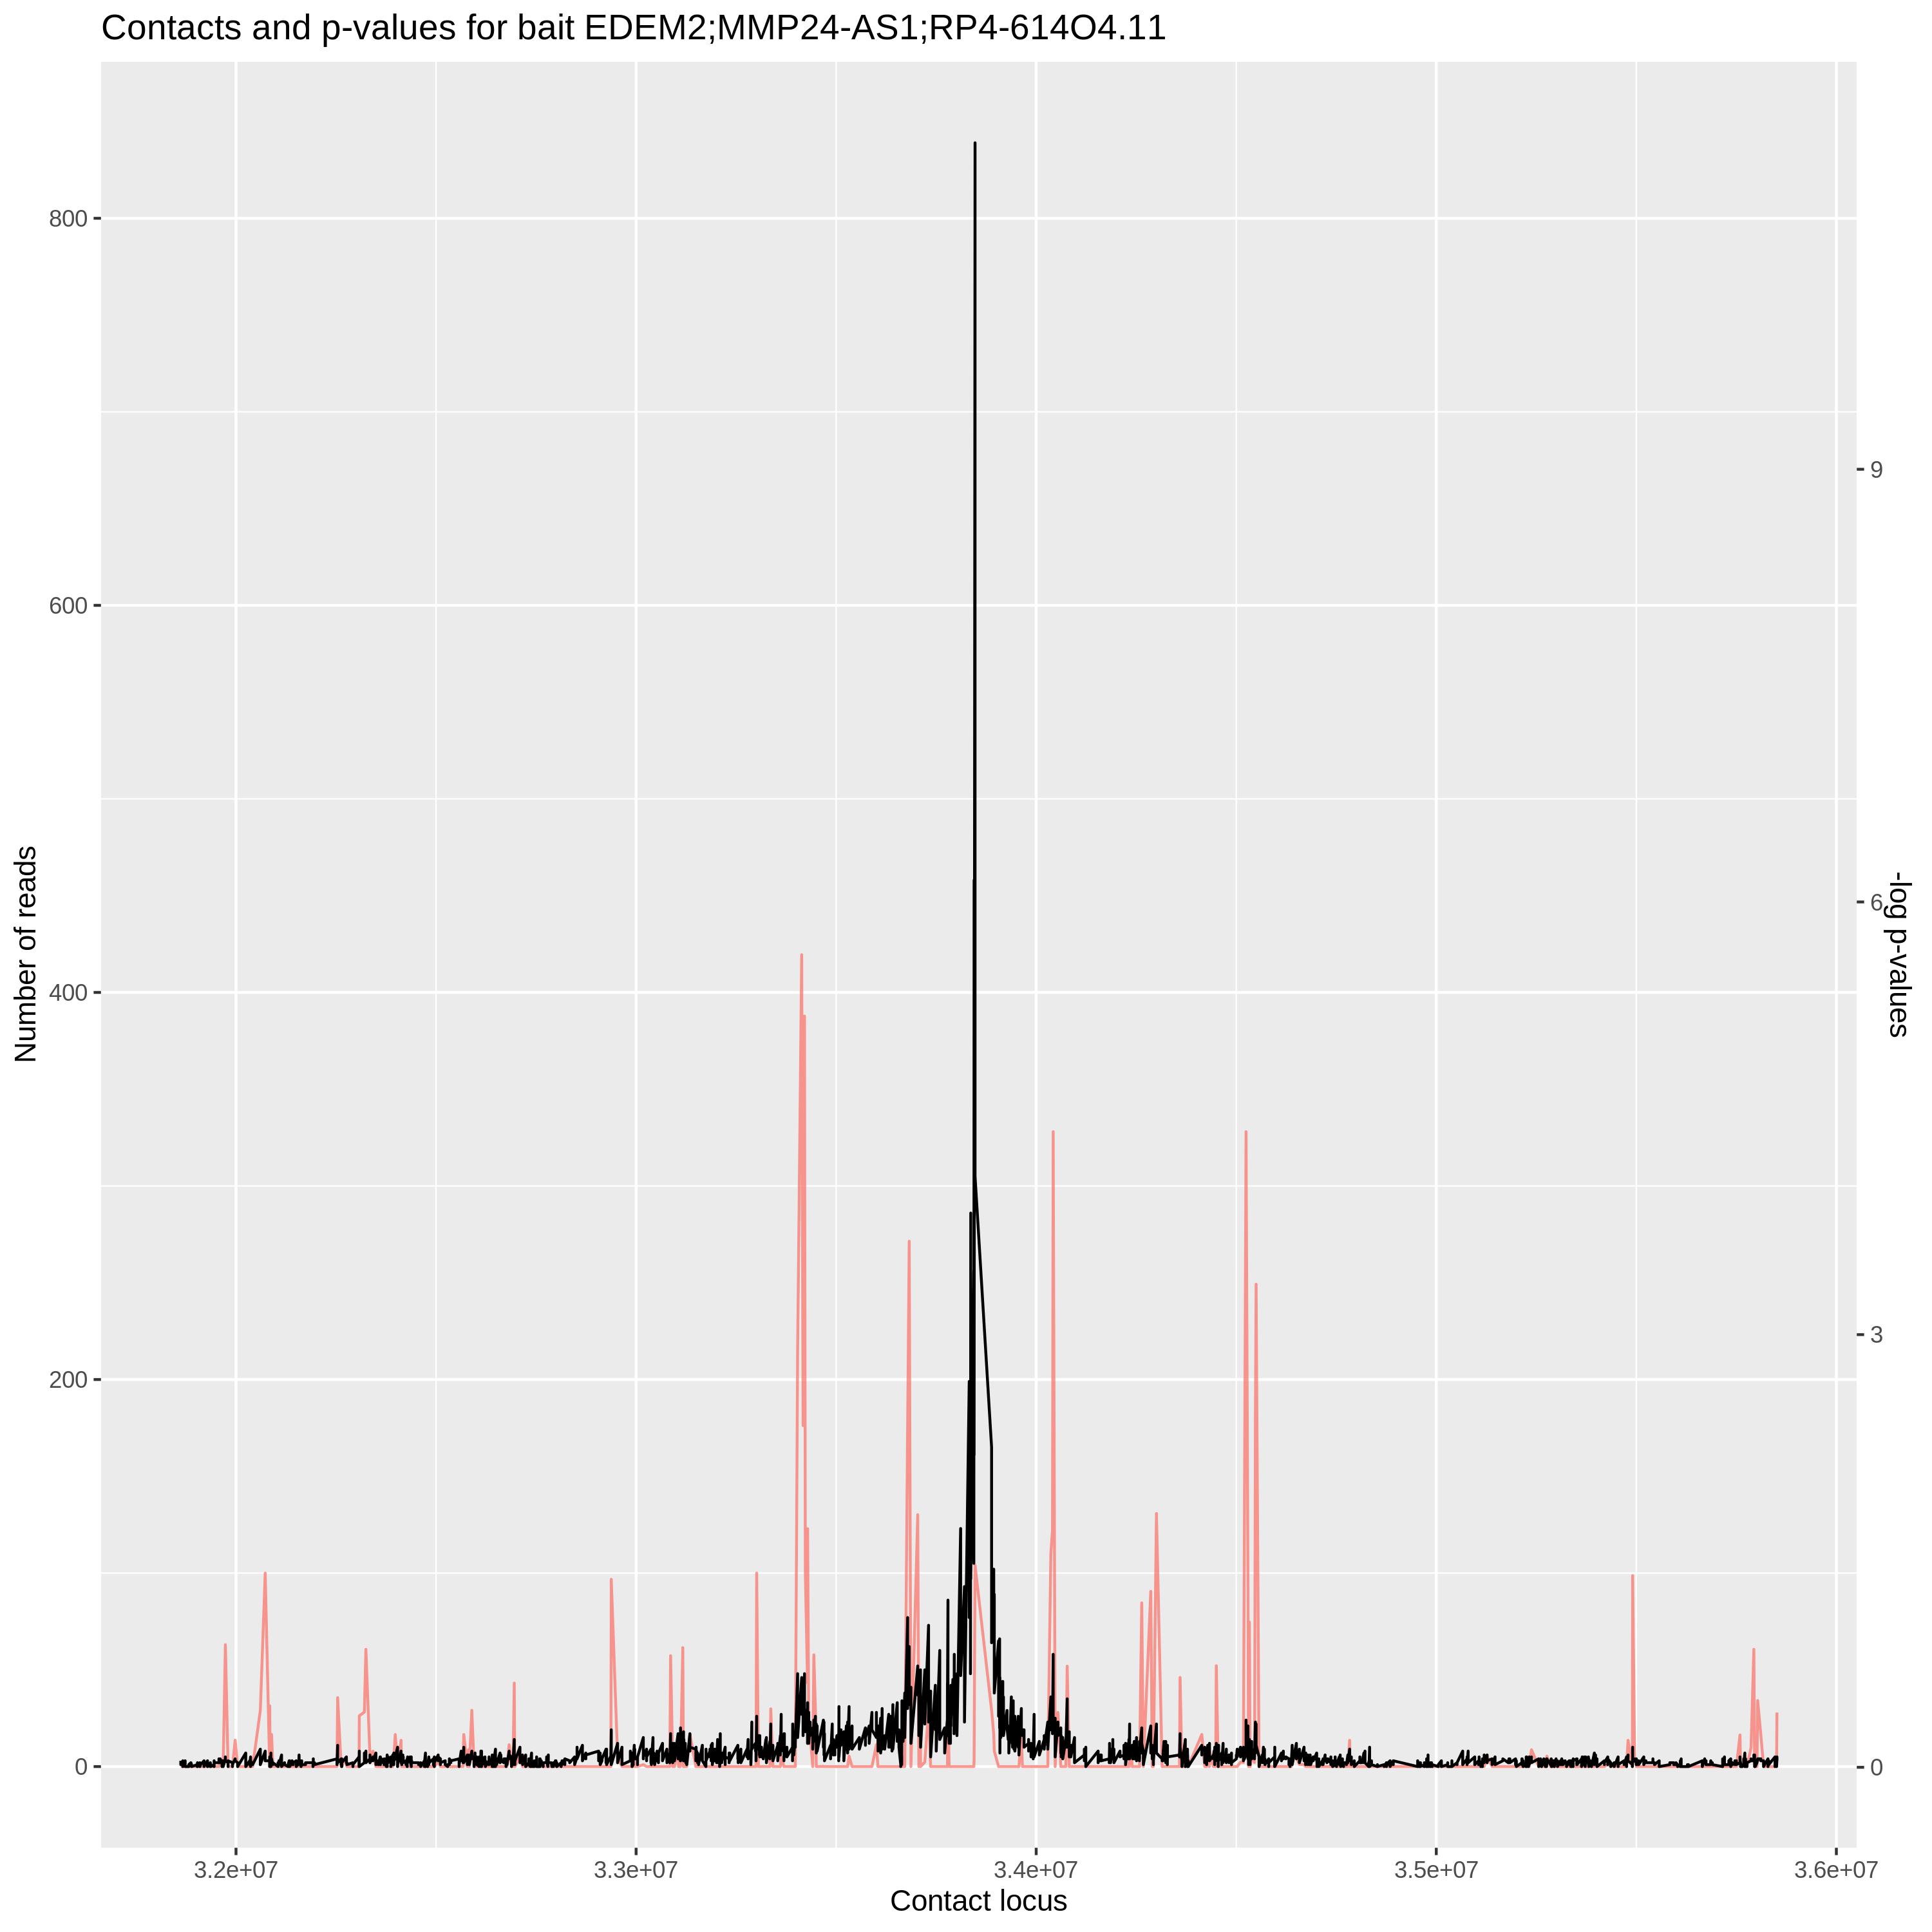 Contacts and p-values for bait EDEM2;MMP24-AS1;RP4-614O4.11
Number of reads
800
600
400
200
0
9
6
3
0
-log p-values
3.2e+07 3.3e+07 3.4e+07 3.5e+07 3.6e+07
Contact locus